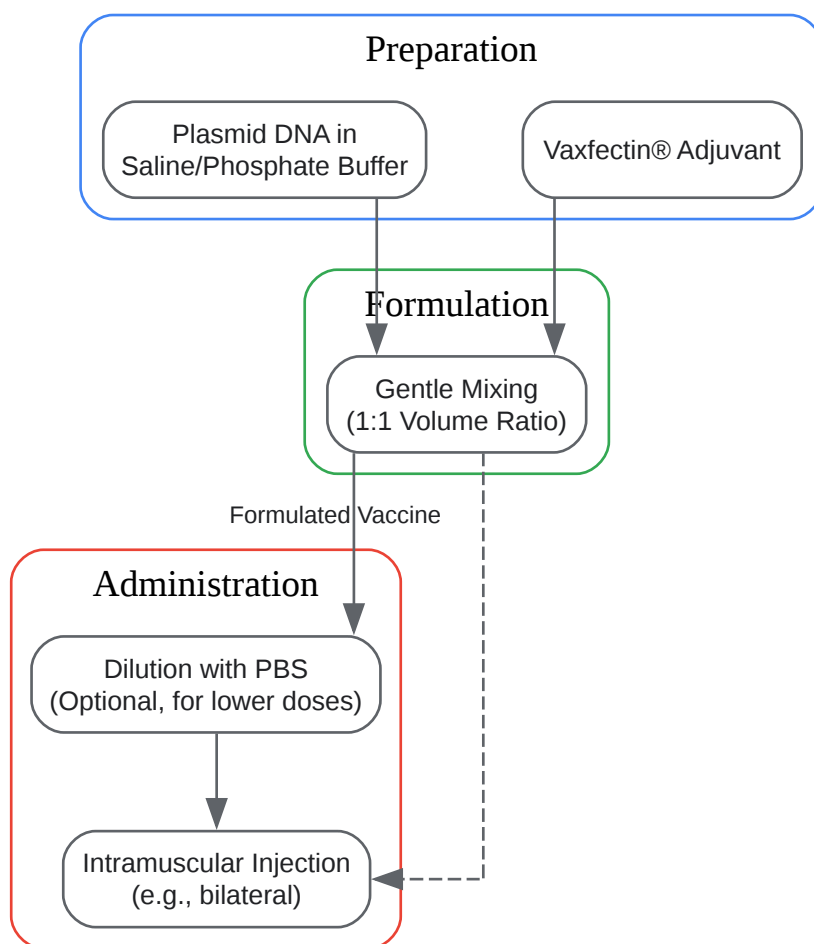 Preparation
Plasmid DNA in
Saline/Phosphate Buffer
Vaxfectin® Adjuvant
Formulation
Gentle Mixing
(1:1 Volume Ratio)
Formulated Vaccine
Administration
Dilution with PBS
(Optional, for lower doses)
Intramuscular Injection
(e.g., bilateral)